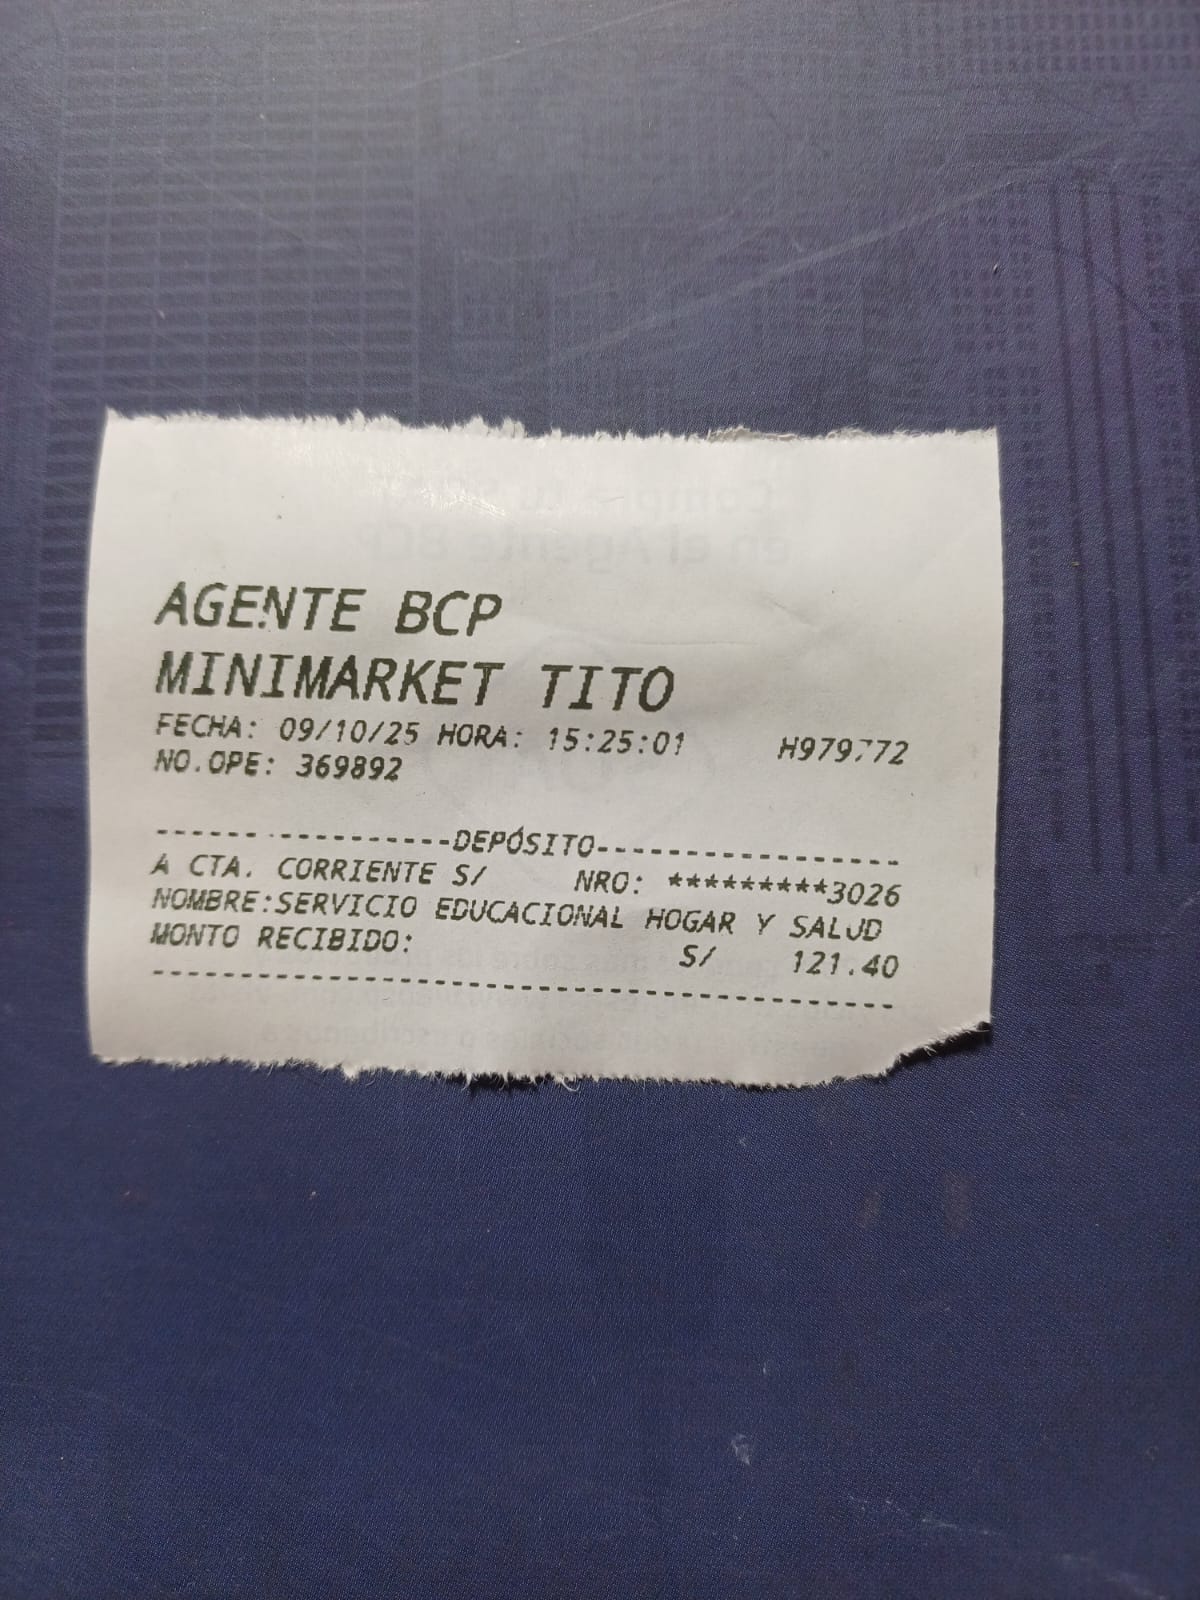 AGENTE BCP
MINIMARKET TITO
FECHA: 09/10/25 HORA: 15:25:01 H979772
NO.OPE: 369892
--------------------DEPÓSITO------------------
A CTA. CORRIENTE S/ NRO: *********3026
NOMBRE:SERVICIO EDUCACIONAL HOGAR Y SALUD
MONTO RECIBIDO: S/ 121.40